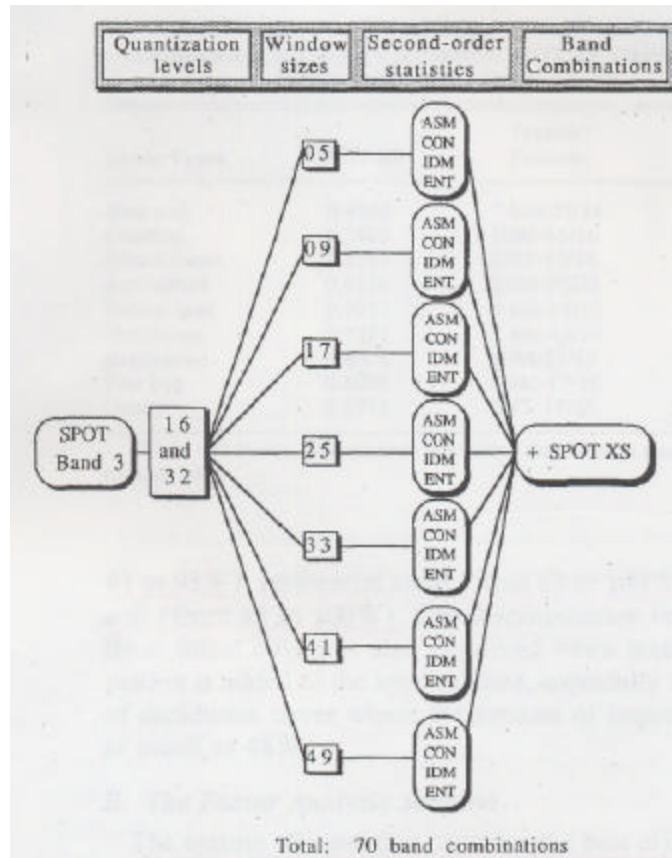 Quantization levels
Window sizes
Second-order statistics
Band Combinations
SPOT Band 3
16 and 32
05
ASM
CON
IDM
ENT
09
ASM
CON
IDM
ENT
17
ASM
CON
IDM
ENT
25
ASM
CON
IDM
ENT
33
ASM
CON
IDM
ENT
41
ASM
CON
IDM
ENT
49
ASM
CON
IDM
ENT
+ SPOT XS
Total: 70 band combinations